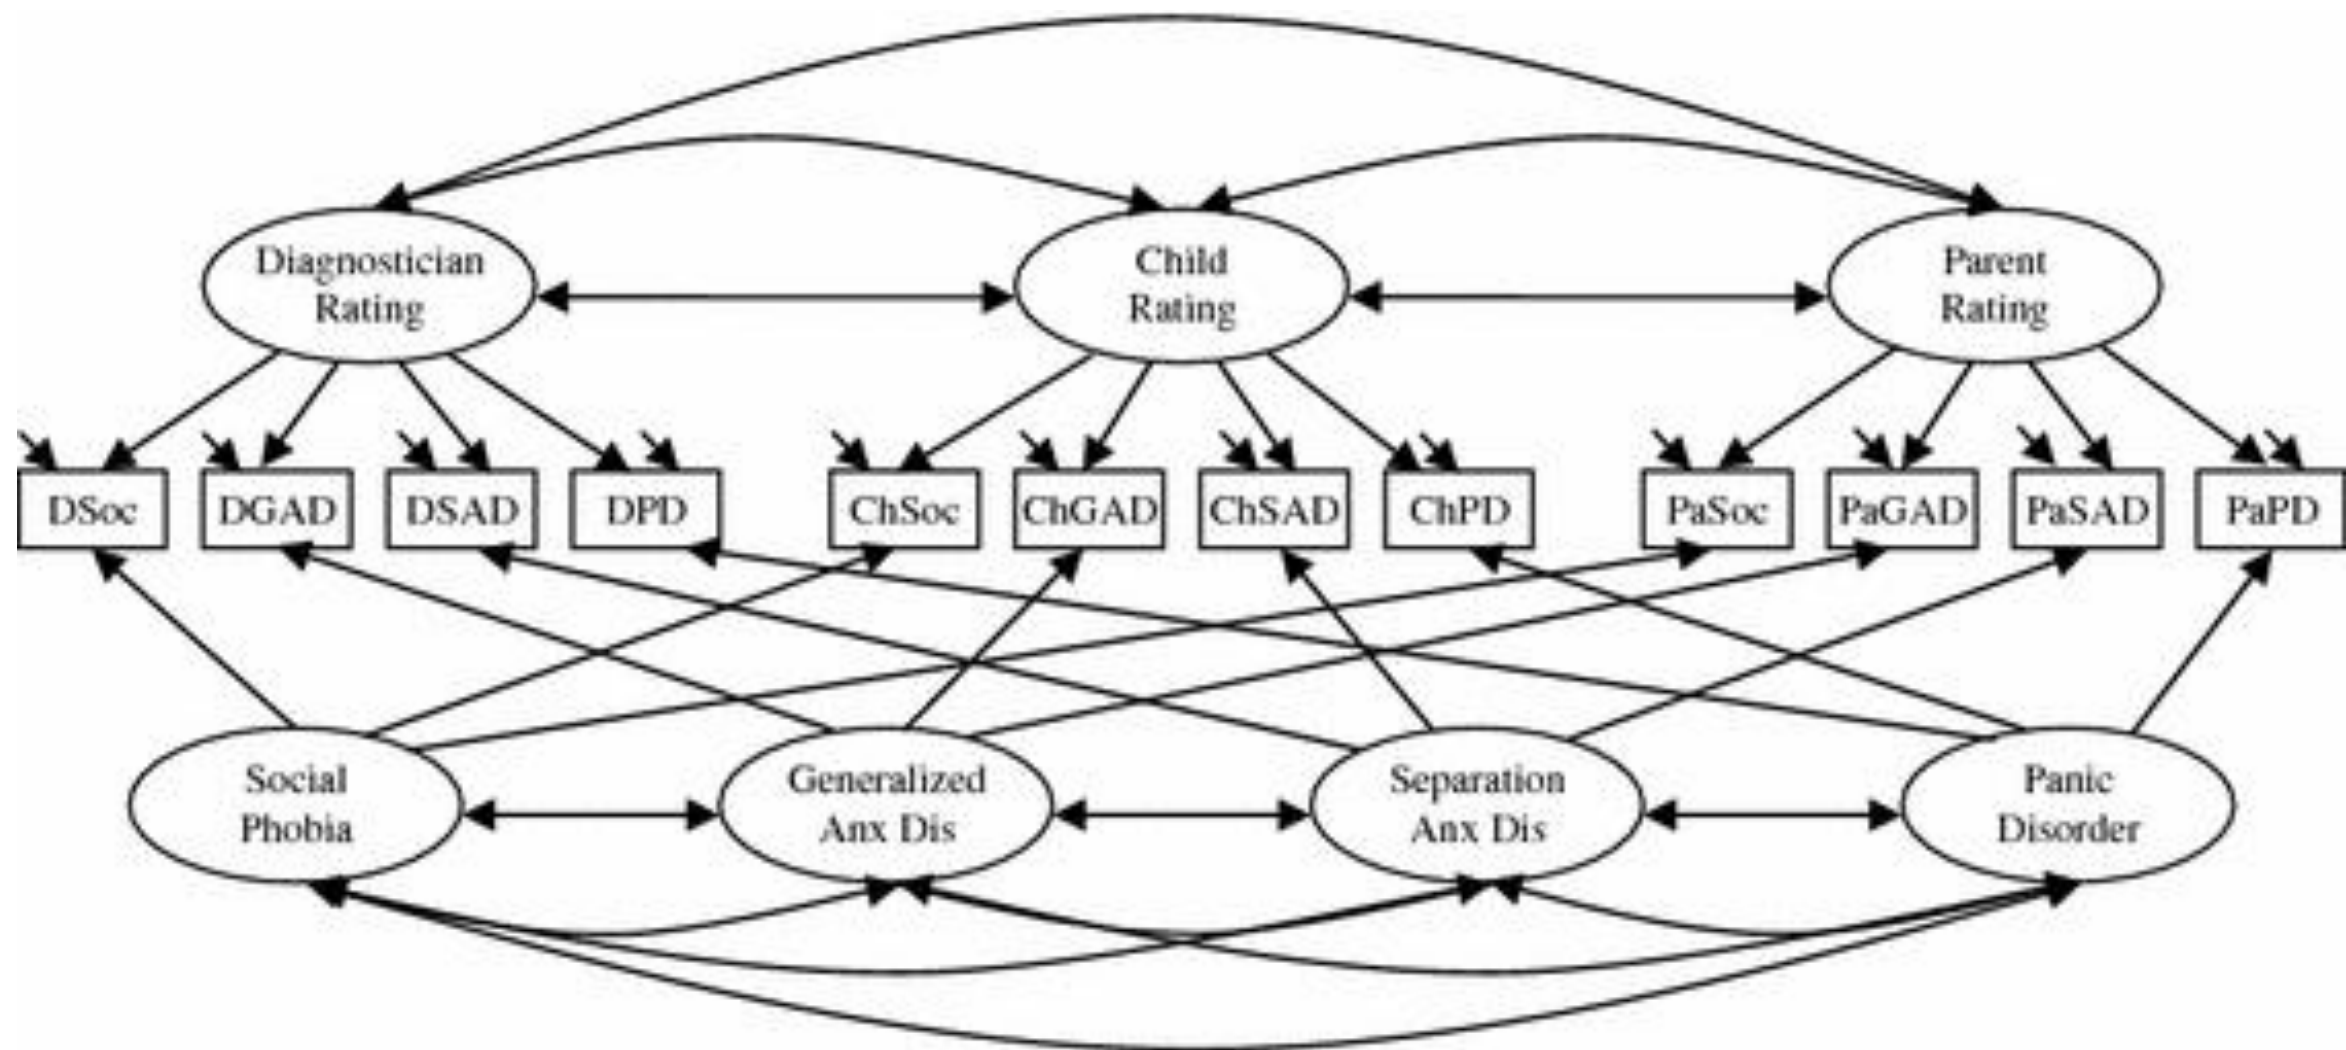 Diagnostician
Rating
Child
Rating
Parent
Rating
DSoc
DGAD
DSAD
DPD
ChSoc
ChGAD
ChSAD
ChPD
PaSoc
PaGAD
PaSAD
PaPD
Social
Phobia
Generalized
Anx Dis
Separation
Anx Dis
Panic
Disorder